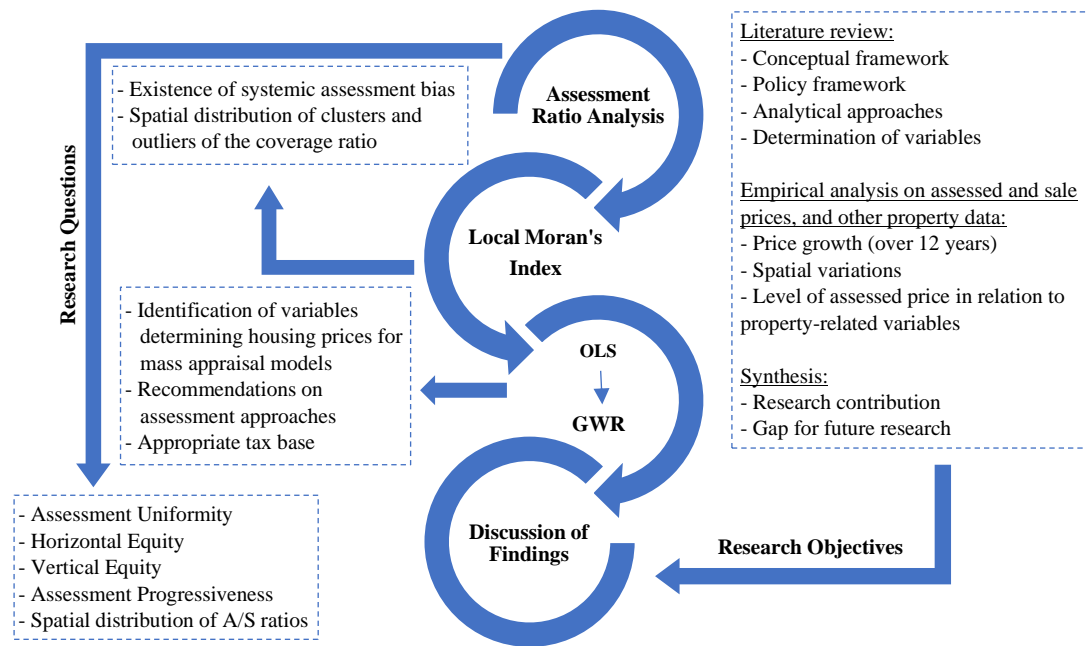 - Existence of systemic assessment bias
- Spatial distribution of clusters and
outliers of the coverage ratio
Research Questions
- Identification of variables
determining housing prices for
mass appraisal models
- Recommendations on
assessment approaches
- Appropriate tax base
- Assessment Uniformity
- Horizontal Equity
- Vertical Equity
- Assessment Progressiveness
- Spatial distribution of A/S ratios
Assessment
Ratio Analysis
Local Moran's
Index
OLS
GWR
Discussion of
Findings
Literature review:
- Conceptual framework
- Policy framework
- Analytical approaches
- Determination of variables
Empirical analysis on assessed and sale
prices, and other property data:
- Price growth (over 12 years)
- Spatial variations
- Level of assessed price in relation to
property-related variables
Synthesis:
- Research contribution
- Gap for future research
Research Objectives